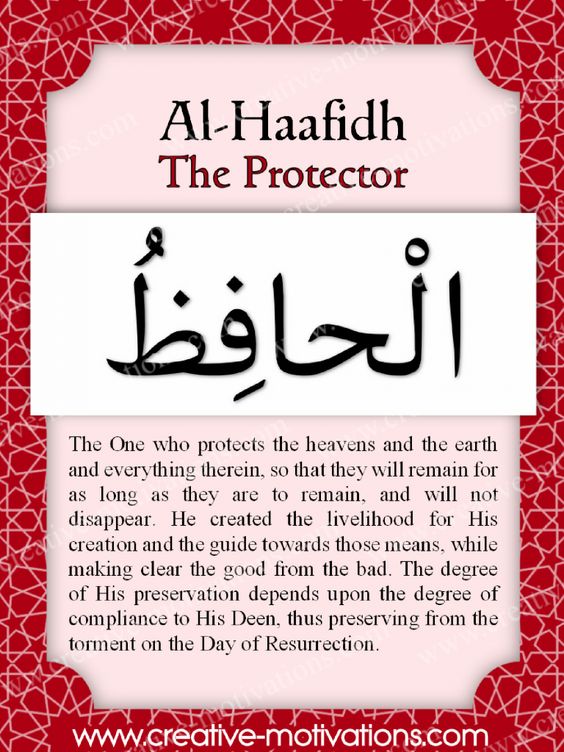 Al-Haafidh
The Protector
الْحافِظُ
The One who protects the heavens and the earth
and everything therein, so that they will remain for
as long as they are to remain, and will not
disappear. He created the livelihood for His
creation and the guide towards those means, while
making clear the good from the bad. The degree
of His preservation depends upon the degree of
compliance to His Deen, thus preserving from the
torment on the Day of Resurrection.
www.creative-motivations.com